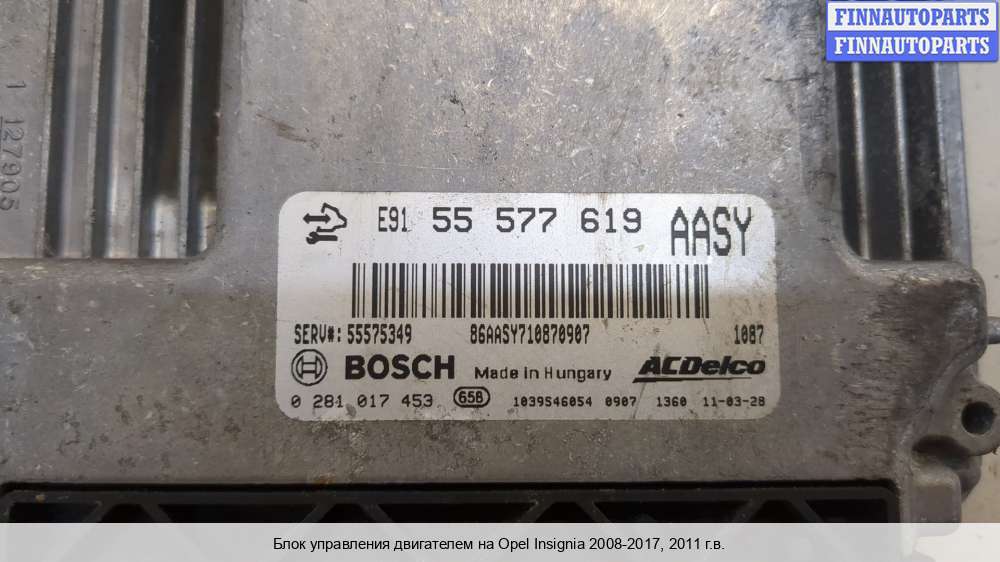 FINNAUTOPARTS
FINNAUTOPARTS
1 127905
E91 55 577 619 AASY
SERV#: 55575349 86AASY710870907 1087
BOSCH Made in Hungary ACDelco
0 281 017 453 65B 1039S46054 0907 1360 11-03-28
Блок управления двигателем на Opel Insignia 2008-2017, 2011 г.в.